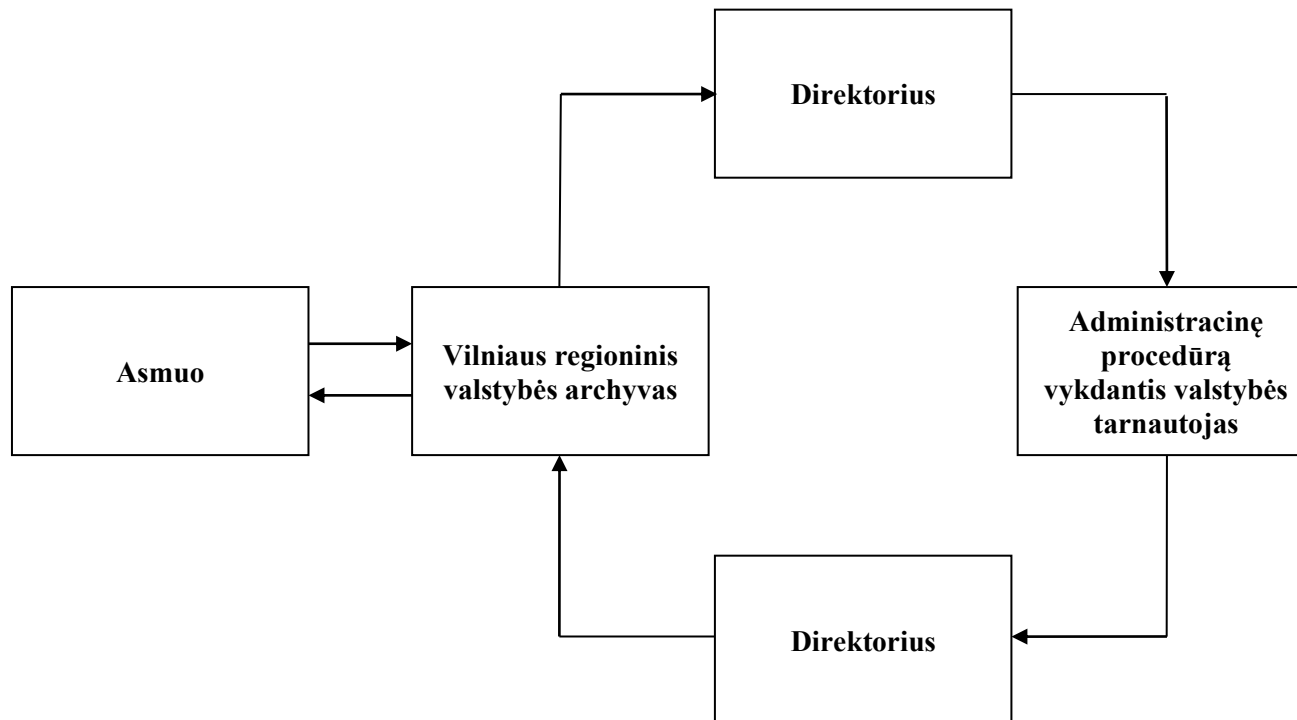 Direktorius
Asmuo
Vilniaus regioninis
valstybės archyvas
Administracinę
procedūrą
vykdantis valstybės
tarnautojas
Direktorius